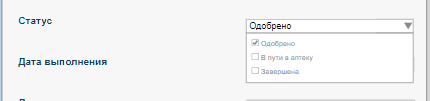 Статус
Одобрено
Одобрено
В пути в аптеку
Дата выполнения
Завершена